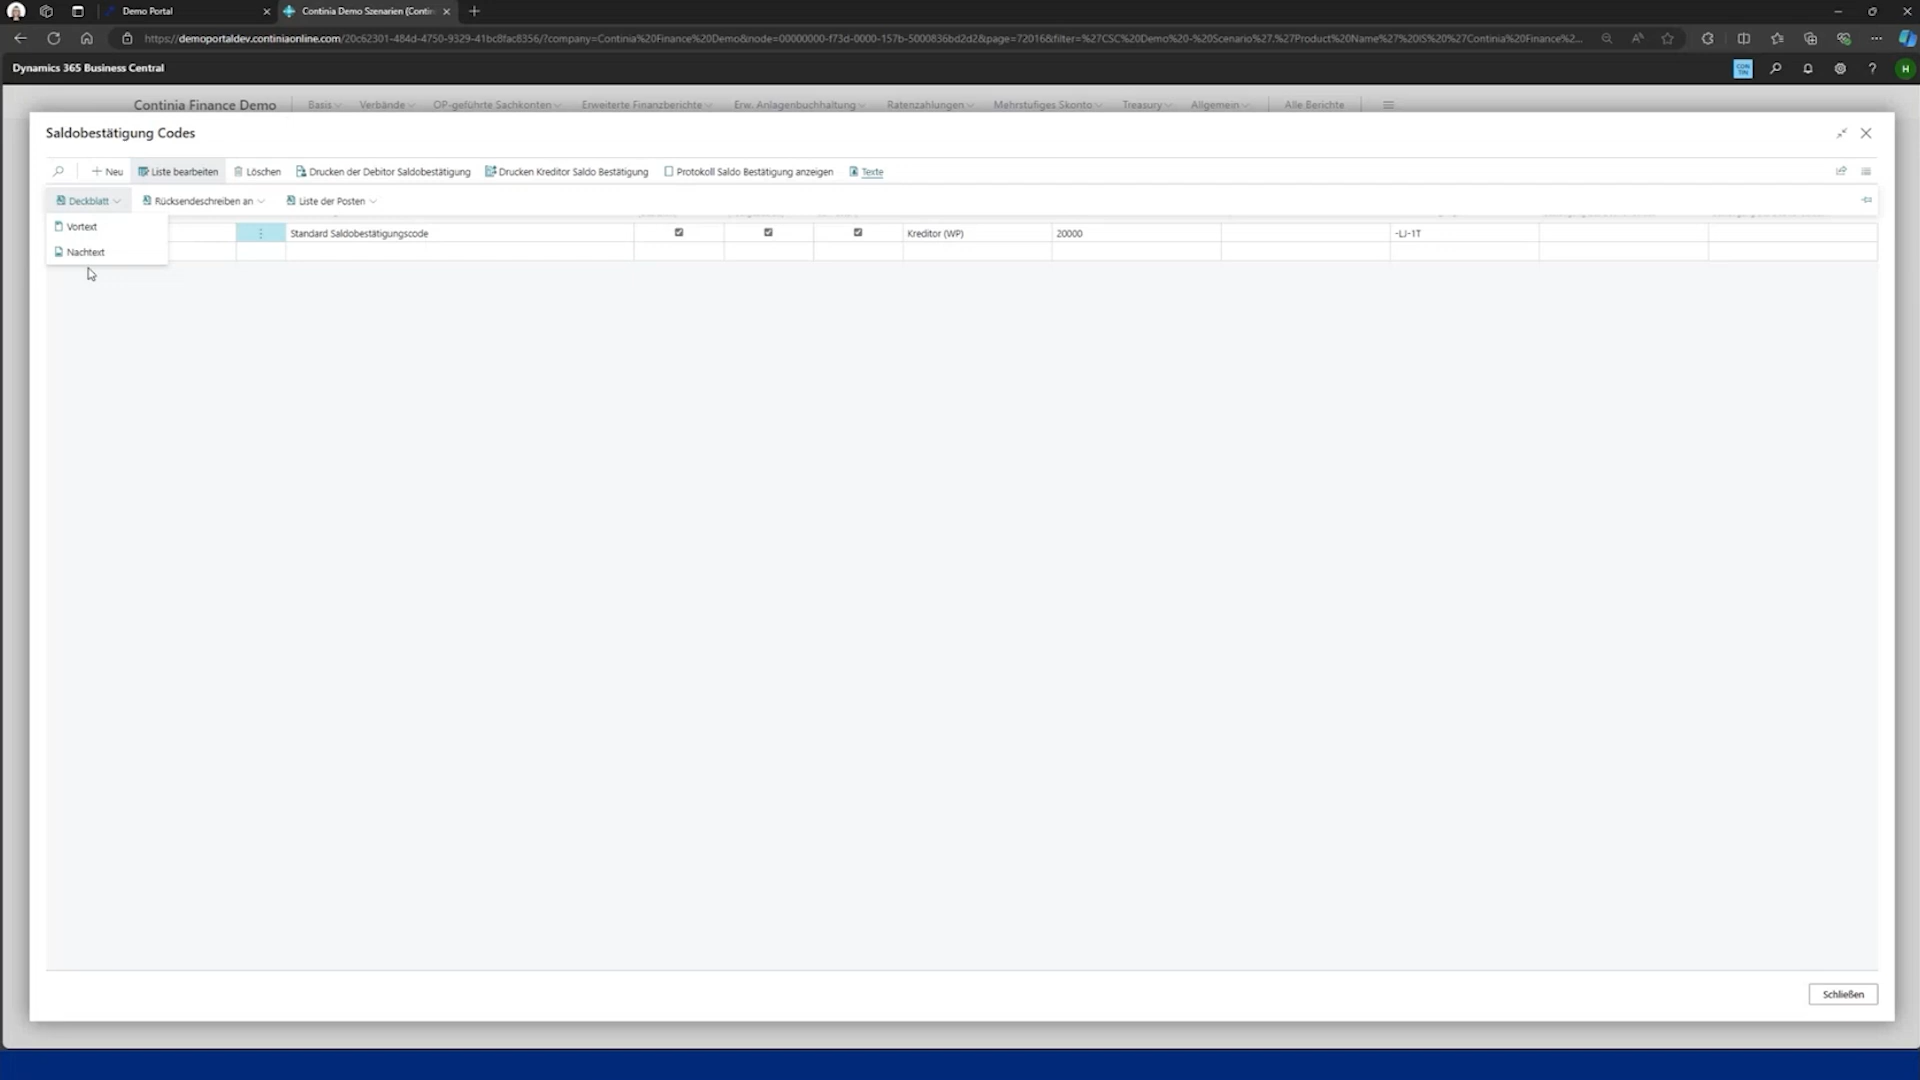 Demo Portal
Continia Demo Szenarien (Contin
https://demoportaldev.continiaonline.com/20c62301-484d-4750-9329-41bc8fac8356/?company=Continia%20Finance%20Demo&node=00000000-f73d-0000-157b-5000836bd2d2&page=72016&filter=%27CSC%20Demo%20-%20Scenario%27.%27Product%20Name%27%20IS%20%27Continia%20Finance%2...
Dynamics 365 Business Central
CON
TIN
?
H
Continia Finance Demo
Basis
Verbände
OP-geführte Sachkonten
Erweiterte Finanzberichte
Erw. Anlagenbuchhaltung
Ratenzahlungen
Mehrstufiges Skonto
Treasury
Allgemein
Alle Berichte
Saldobestätigung Codes
Neu
Liste bearbeiten
Löschen
Drucken der Debitor Saldobestätigung
Drucken Kreditor Saldo Bestätigung
Protokoll Saldo Bestätigung anzeigen
Texte
Deckblatt
Rücksendeschreiben an
Liste der Posten
Vortext
Nachtext
Standard Saldobestätigungscode
Kreditor (WP)
20000
-LJ-1T
Schließen